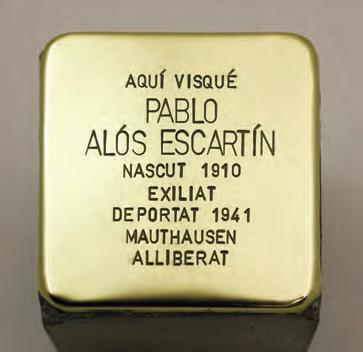 AQUÍ VISQUÉ
PABLO
ALÓS ESCARTÍN
NASCUT 1910
EXILIAT
DEPORTAT 1941
MAUTHAUSEN
ALLIBERAT